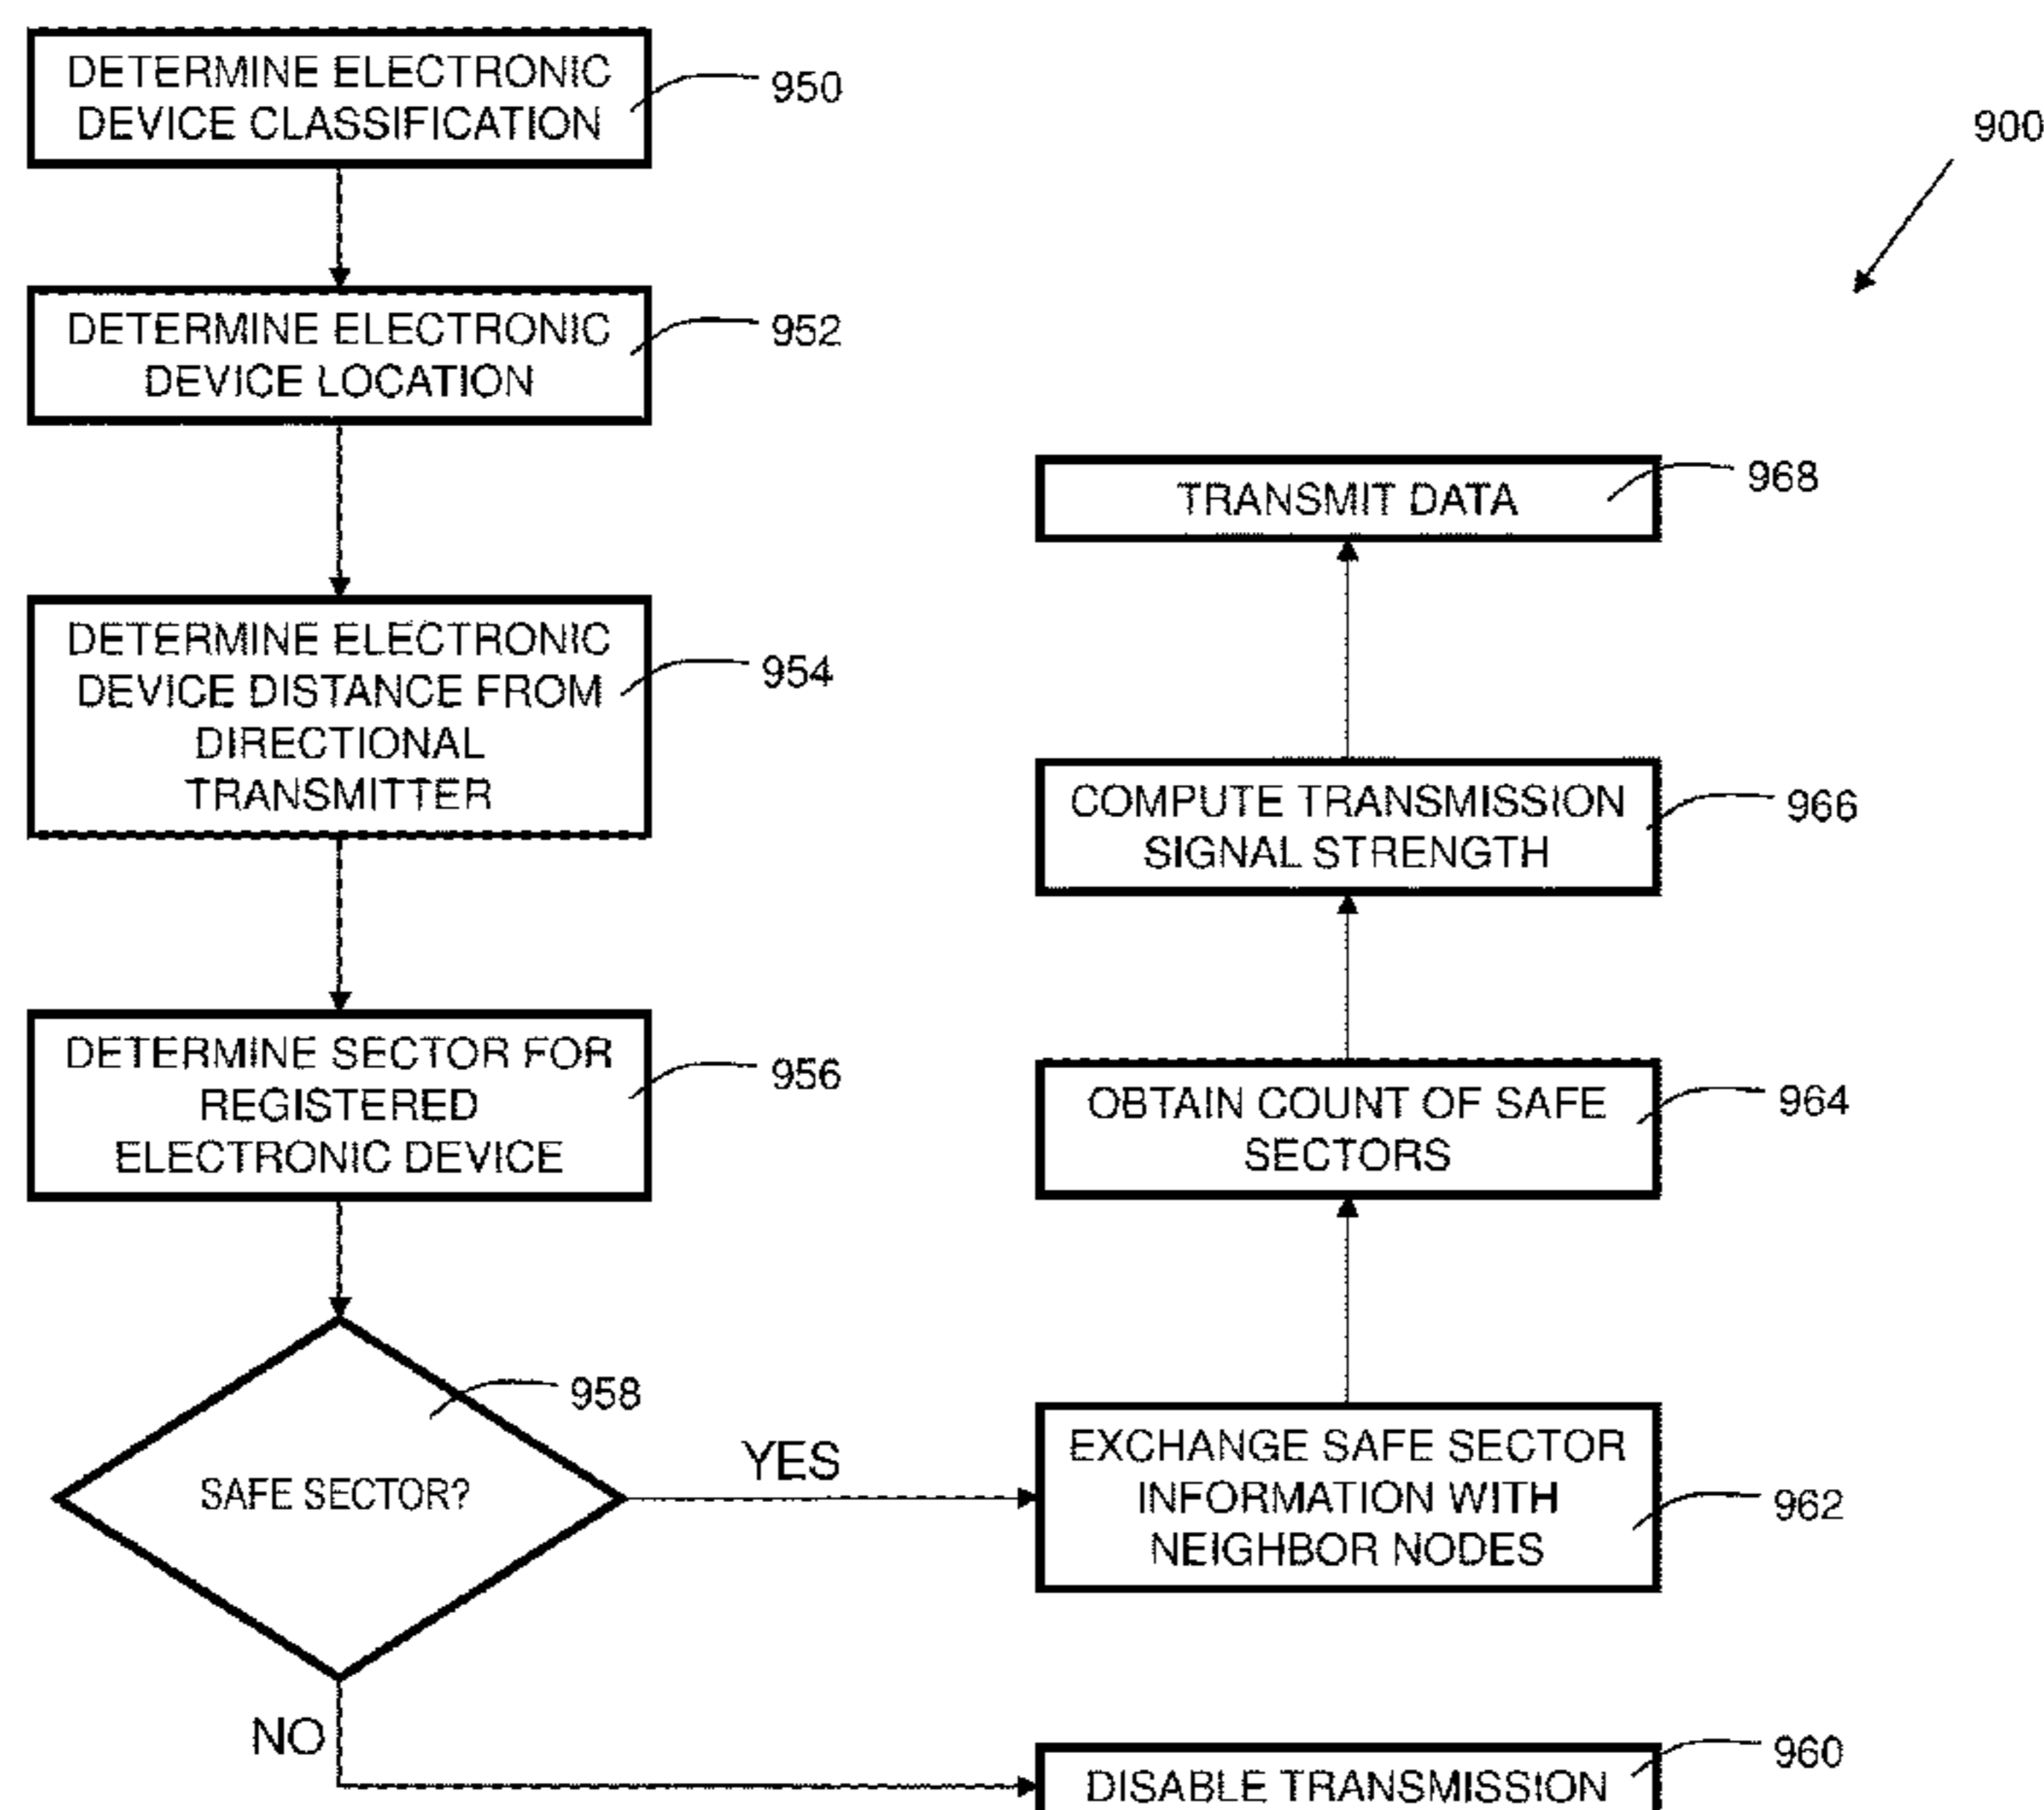 DETERMINE ELECTRONIC
DEVICE CLASSIFICATION
950
900
DETERMINE ELECTRONIC
DEVICE LOCATION
952
DETERMINE ELECTRONIC
DEVICE DISTANCE FROM
DIRECTIONAL
TRANSMITTER
954
DETERMINE SECTOR FOR
REGISTERED
ELECTRONIC DEVICE
956
SAFE SECTOR?
958
YES
NO
TRANSMIT DATA
968
COMPUTE TRANSMISSION
SIGNAL STRENGTH
966
OBTAIN COUNT OF SAFE
SECTORS
964
EXCHANGE SAFE SECTOR
INFORMATION WITH
NEIGHBOR NODES
962
DISABLE TRANSMISSION
960